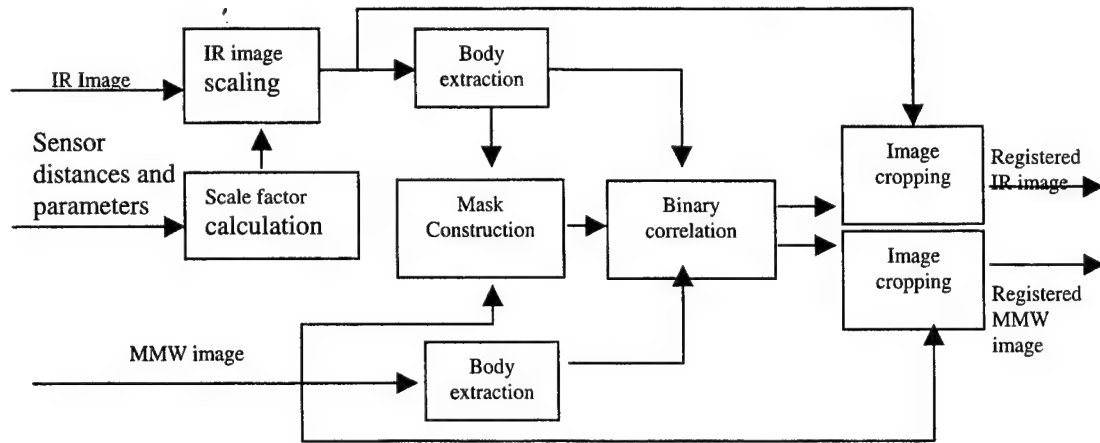 IR Image
IR image
scaling
Body
extraction
Sensor
distances and
parameters
Scale factor
calculation
Mask
Construction
Binary
correlation
Image
cropping
Registered
IR image
Image
cropping
Registered
MMW
image
MMW image
Body
extraction